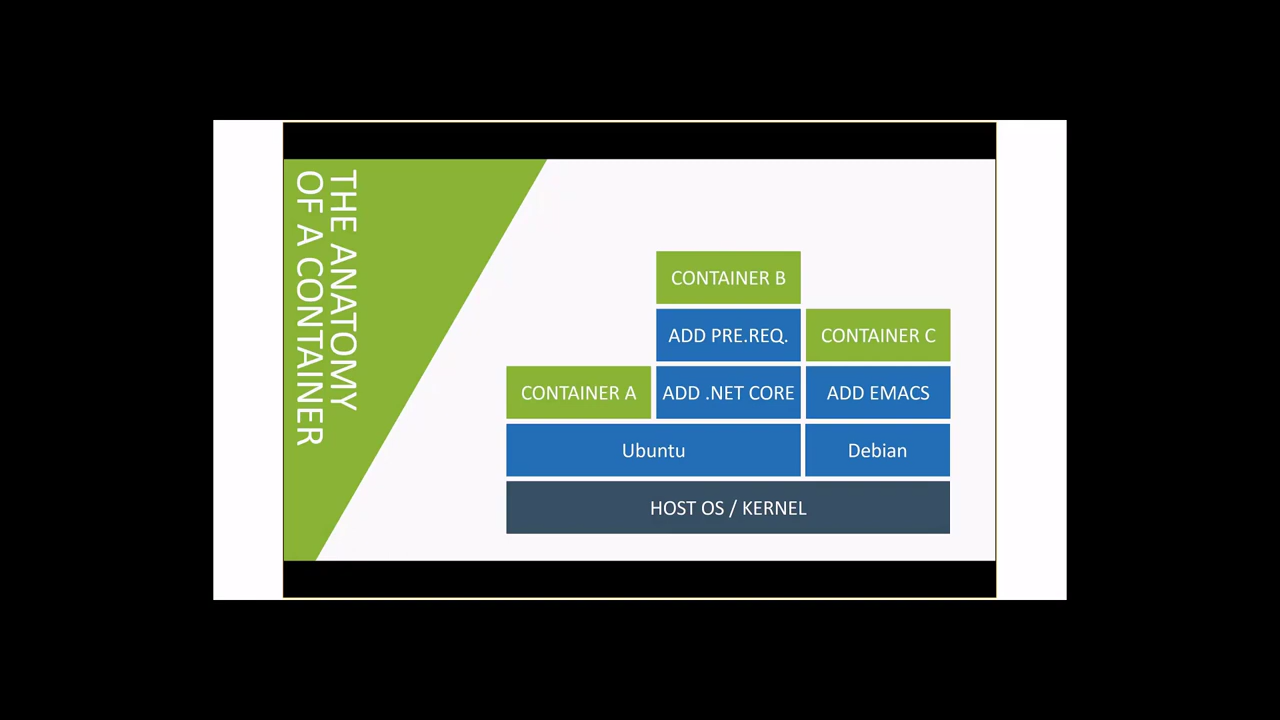 THE ANATOMY
OF A CONTAINER
CONTAINER B
ADD PRE.REQ.
CONTAINER C
CONTAINER A
ADD .NET CORE
ADD EMACS
Ubuntu
Debian
HOST OS / KERNEL